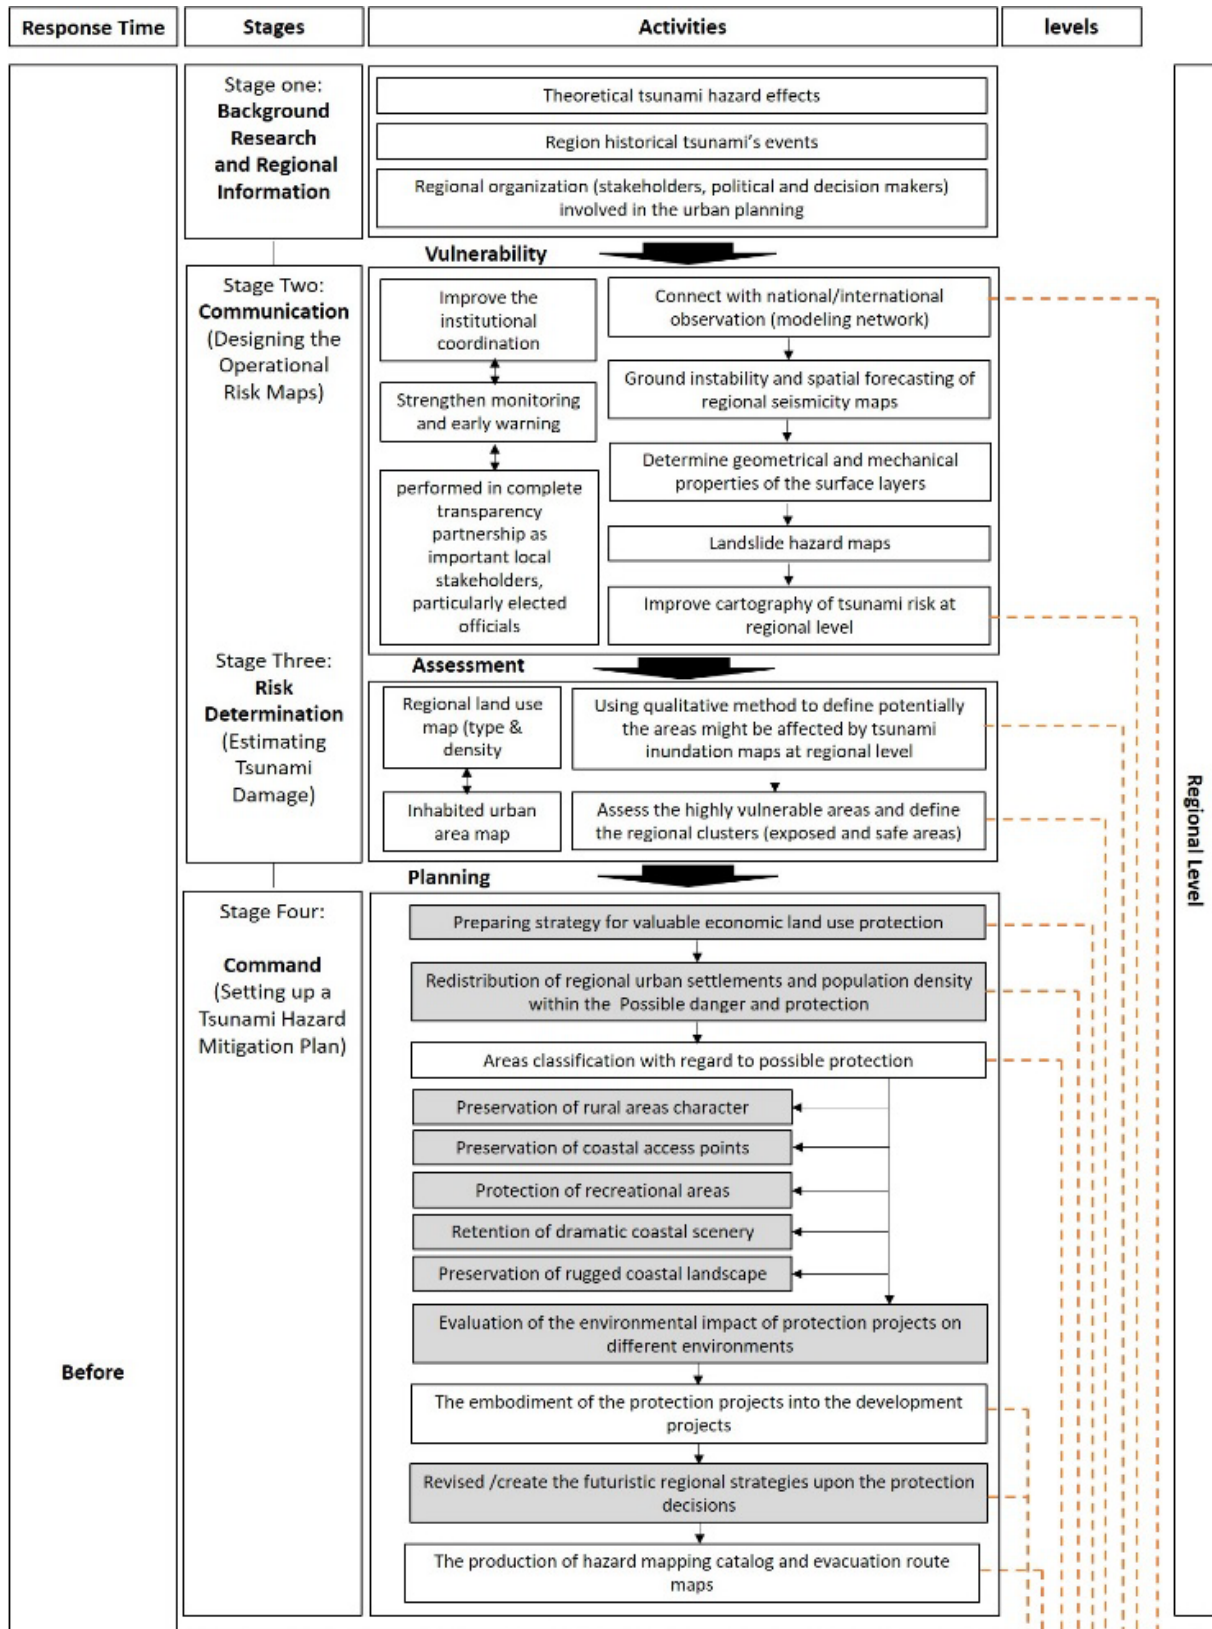 Response Time
Stages
Activities
levels
Stage one:
Background
Research
and Regional
Information
Theoretical tsunami hazard effects
Region historical tsunami's events
Regional organization (stakeholders, political and decision makers)
involved in the urban planning
Vulnerability
Stage Two:
Communication
(Designing the
Operational
Risk Maps)
Improve the
institutional
coordination
Strengthen monitoring
and early warning
performed in complete
transparency
partnership as
important local
stakeholders,
particularly elected
officials
Connect with national/international
observation (modeling network)
Ground instability and spatial forecasting of
regional seismicity maps
Determine geometrical and mechanical
properties of the surface layers
Landslide hazard maps
Improve cartography of tsunami risk at
regional level
Assessment
Stage Three:
Risk
Determination
(Estimating
Tsunami
Damage)
Regional land use
map (type &
density
Inhabited urban
area map
Using qualitative method to define potentially
the areas might be affected by tsunami
inundation maps at regional level
Assess the highly vulnerable areas and define
the regional clusters (exposed and safe areas)
Regional Level
Planning
Stage Four:
Command
(Setting up a
Tsunami Hazard
Mitigation Plan)
Preparing strategy for valuable economic land use protection
Redistribution of regional urban settlements and population density
within the Possible danger and protection
Areas classification with regard to possible protection
Preservation of rural areas character
Preservation of coastal access points
Protection of recreational areas
Retention of dramatic coastal scenery
Preservation of rugged coastal landscape
Evaluation of the environmental impact of protection projects on
different environments
Before
The embodiment of the protection projects into the development
projects
Revised /create the futuristic regional strategies upon the protection
decisions
The production of hazard mapping catalog and evacuation route
maps